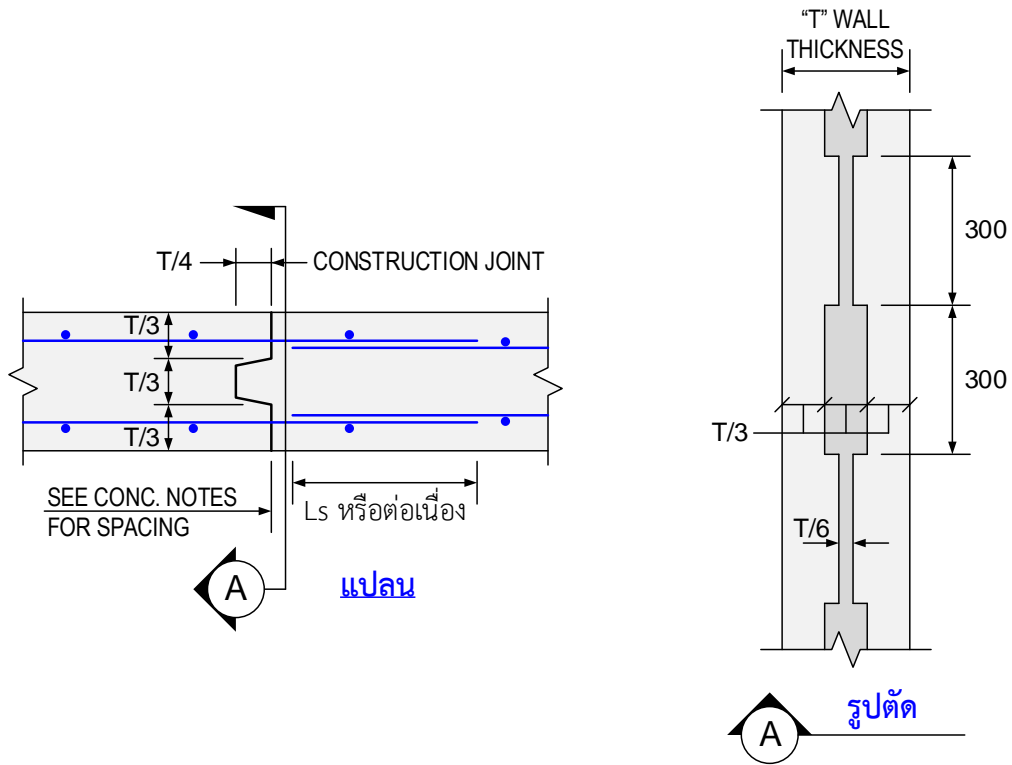 T/4
CONSTRUCTION JOINT
T/3
T/3
T/3
SEE CONC. NOTES
FOR SPACING
Ls หรือต่อเนื่อง
A
แปลน
“T” WALL
THICKNESS
300
300
T/3
T/6
รูปตัด
A